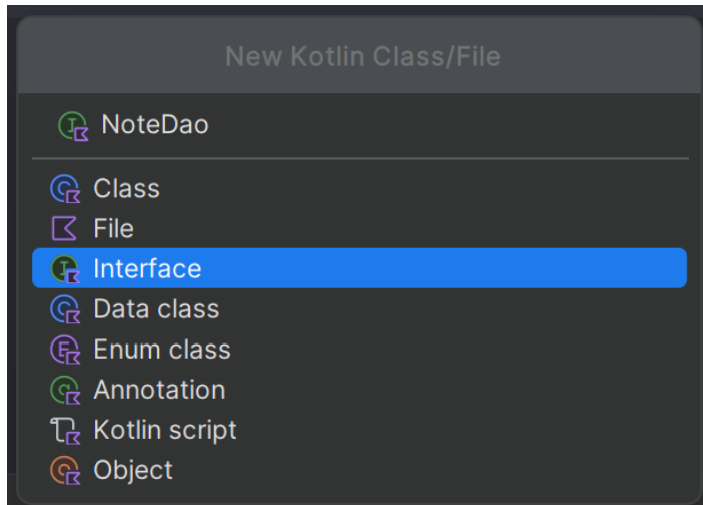 New Kotlin Class/File
NoteDao
Class
File
Interface
Data class
Enum class
Annotation
Kotlin script
Object